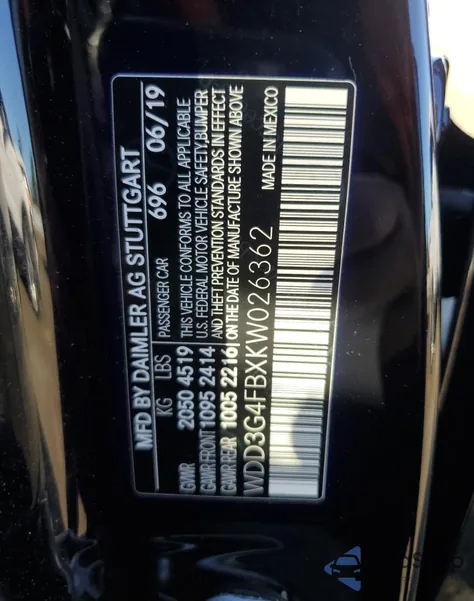 MFD BY DAIMLER AG STUTTGART
696 06/19
KG LBS PASSENGER CAR
GVWR 2050 4519 THIS VEHICLE CONFORMS TO ALL APPLICABLE
GAWR FRONT 1095 2414 U.S. FEDERAL MOTOR VEHICLE SAFETY, BUMPER
AND THEFT PREVENTION STANDARDS IN EFFECT
GAWR REAR 1005 2216 ON THE DATE OF MANUFACTURE SHOWN ABOVE
WDD3G4FBXKW026362 MADE IN MEXICO